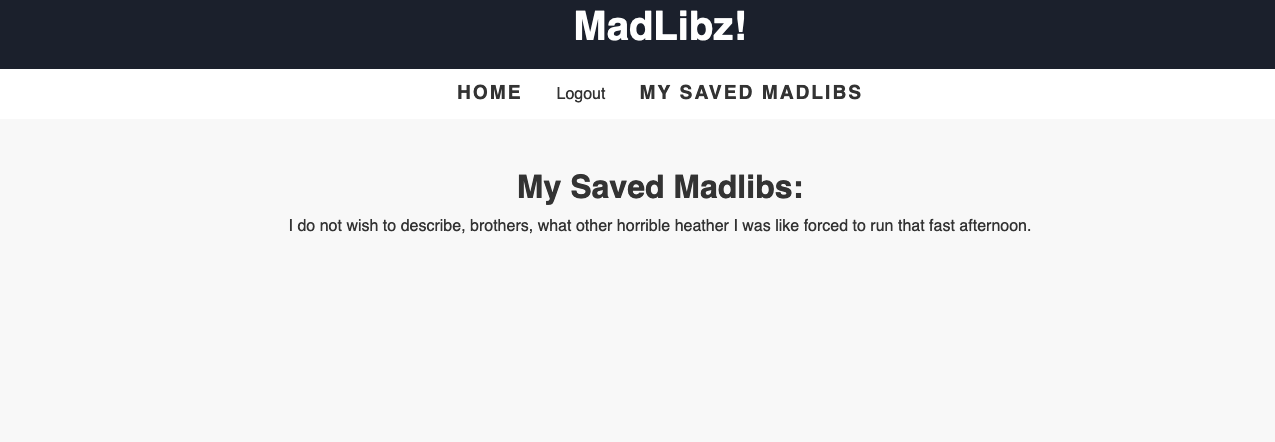 MadLibz!
HOME Logout MY SAVED MADLIBS
My Saved Madlibs:
I do not wish to describe, brothers, what other horrible heather I was like forced to run that fast afternoon.